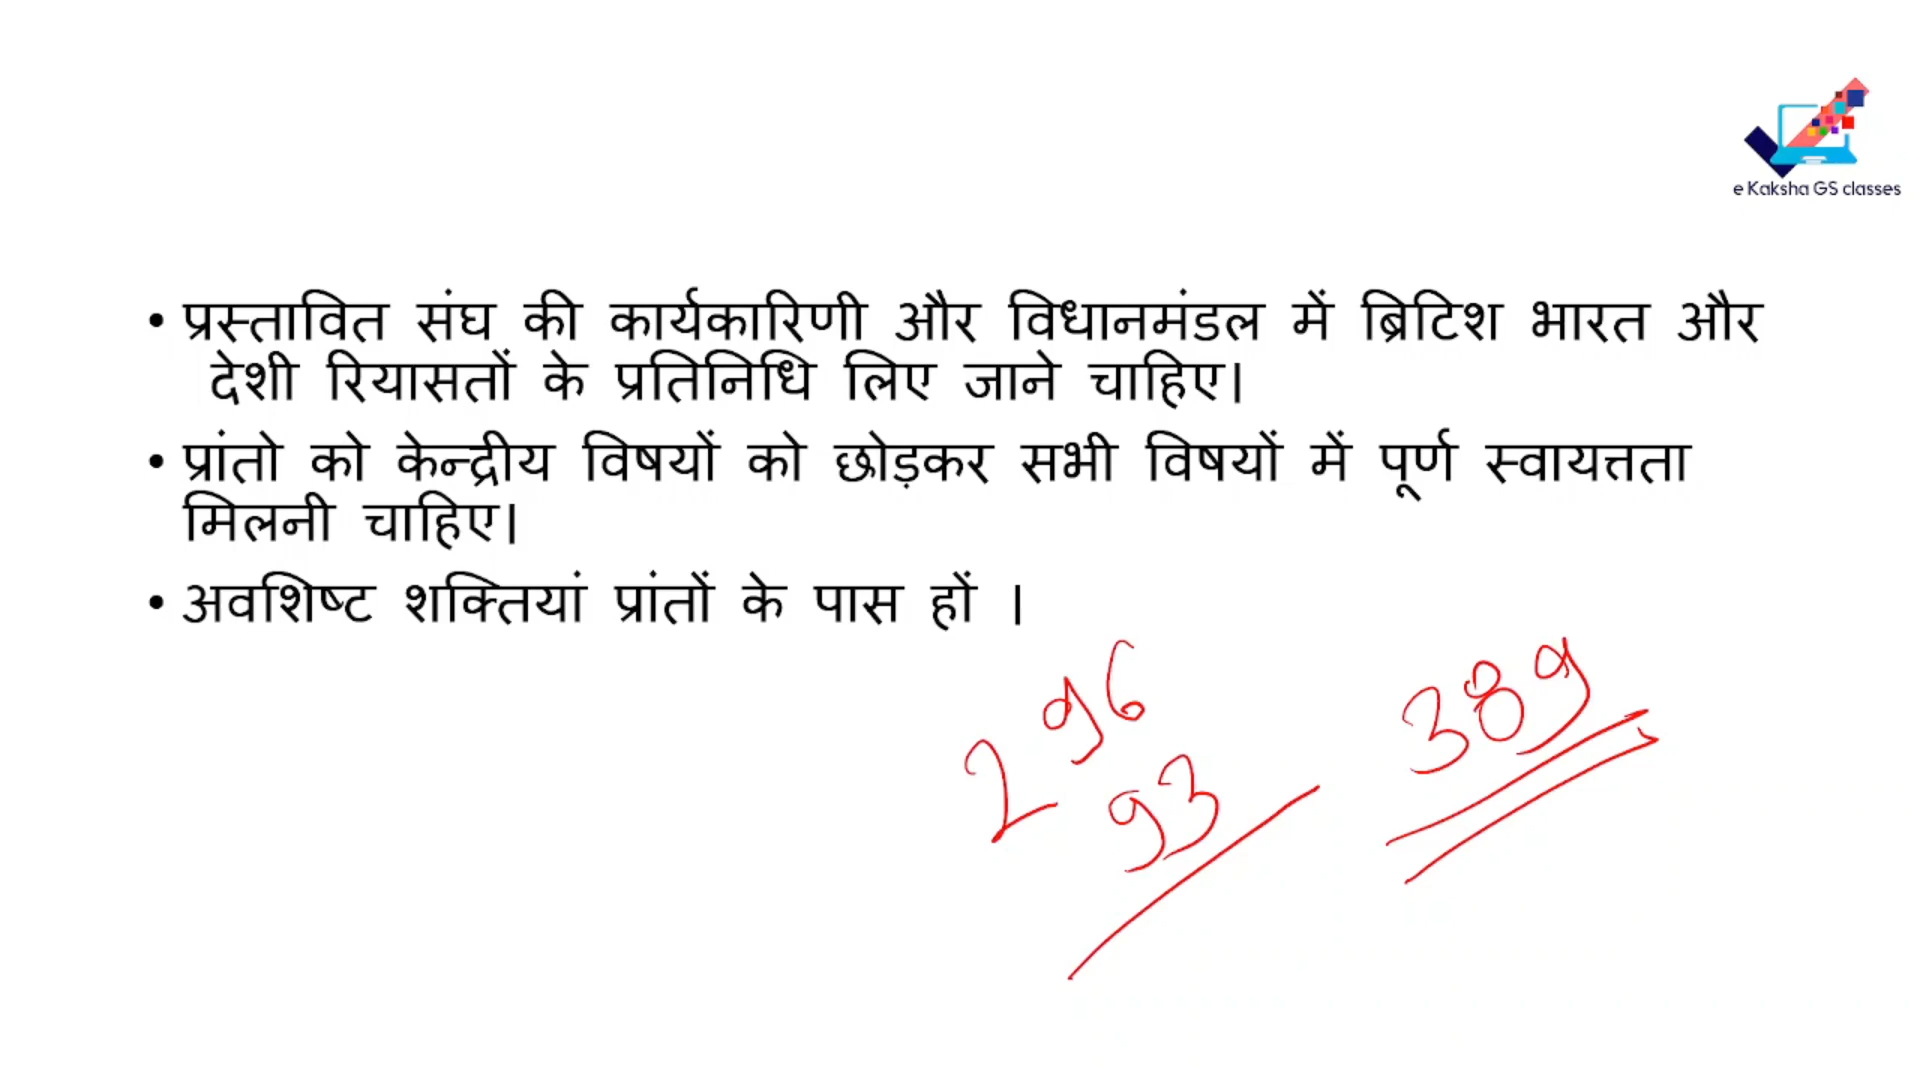 e Kaksha GS classes
• प्रस्तावित संघ की कार्यकारिणी और विधानमंडल में ब्रिटिश भारत और
देशी रियासतों के प्रतिनिधि लिए जाने चाहिए।
• प्रांतो को केन्द्रीय विषयों को छोड़कर सभी विषयों में पूर्ण स्वायत्तता
मिलनी चाहिए।
• अवशिष्ट शक्तियां प्रांतों के पास हों ।
296
93
389